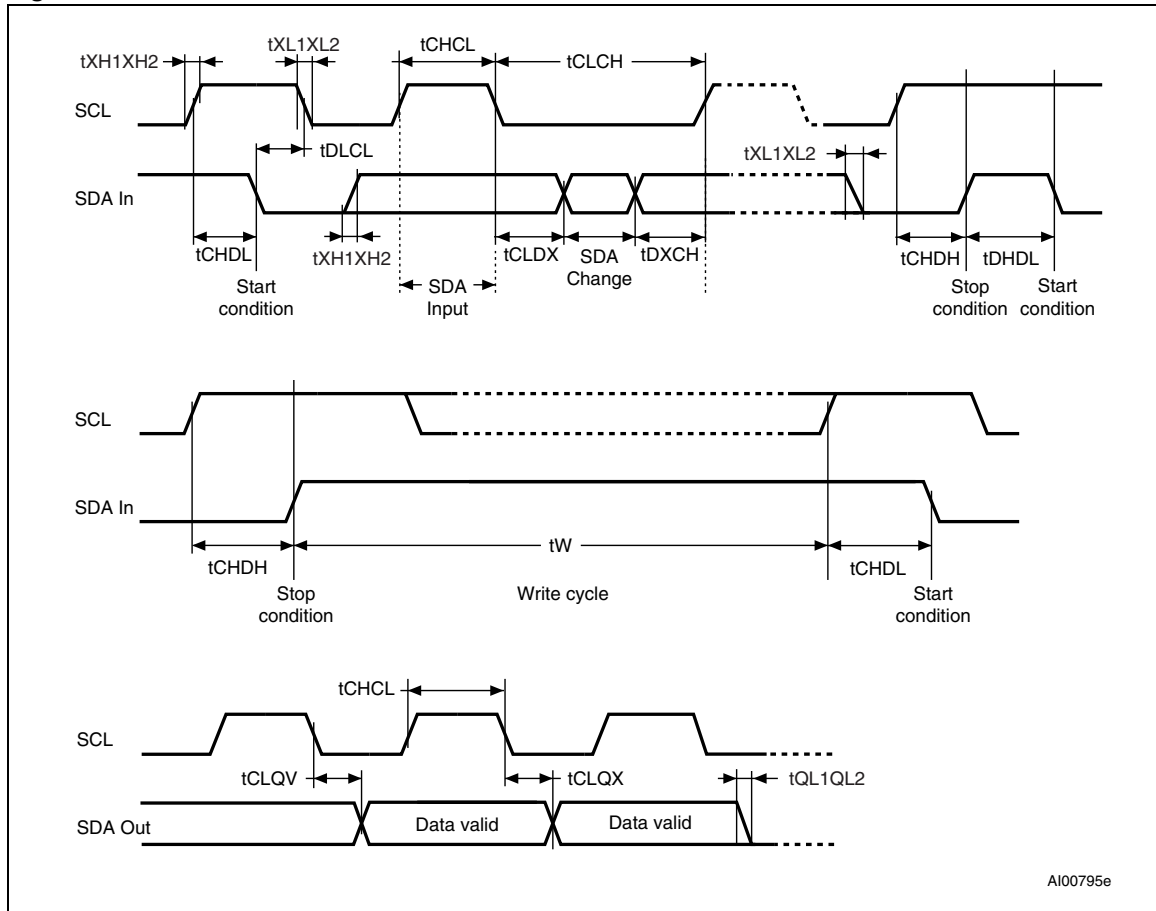 tXH1XH2
tXL1XL2
tCHCL
tCLCH
SCL
tDLCL
tXL1XL2
SDA In
tCHDL
tXH1XH2
tCLDX
SDA
Change
tDXCH
tCHDH
tDHDL
Start
condition
SDA
Input
Stop
condition
Start
condition
SCL
SDA In
tCHDH
tW
tCHDL
Stop
condition
Write cycle
Start
condition
tCHCL
SCL
tCLQV
tCLQX
tQL1QL2
SDA Out
Data valid
Data valid
AI00795e